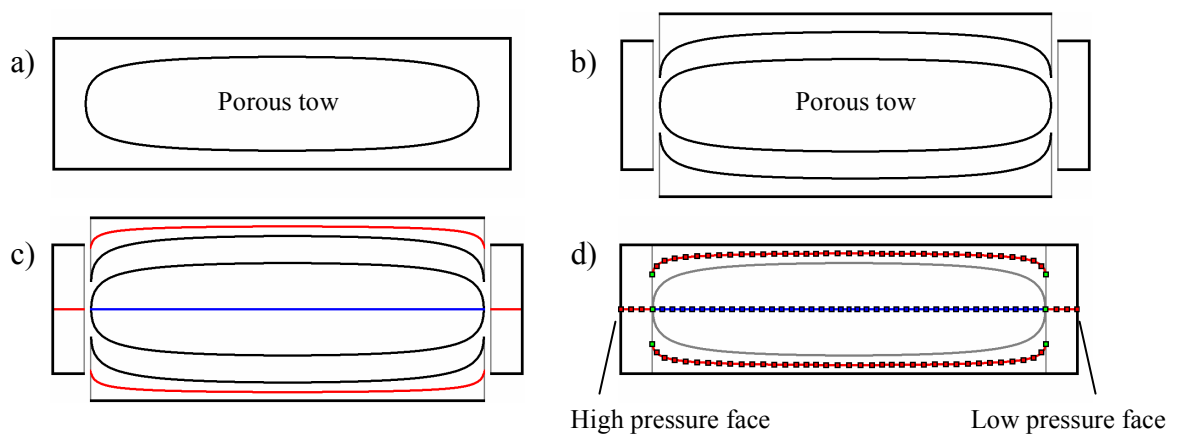 a)
Porous tow
b)
Porous tow
c)
d)
High pressure face
Low pressure face